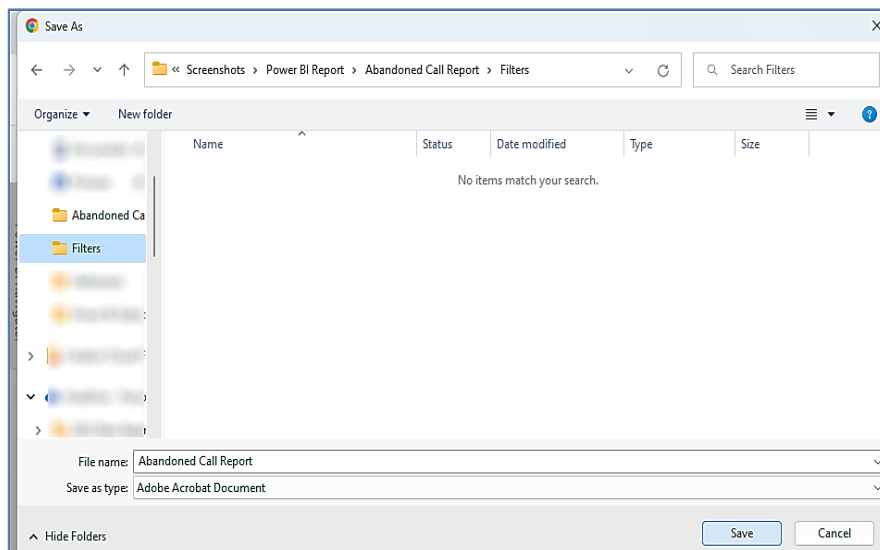 Save As
« Screenshots > Power BI Report > Abandoned Call Report > Filters
Search Filters
Organize New folder
Name Status Date modified Type Size
No items match your search.
Abandoned Ca
Filters
File name: Abandoned Call Report
Save as type: Adobe Acrobat Document
Hide Folders Save Cancel